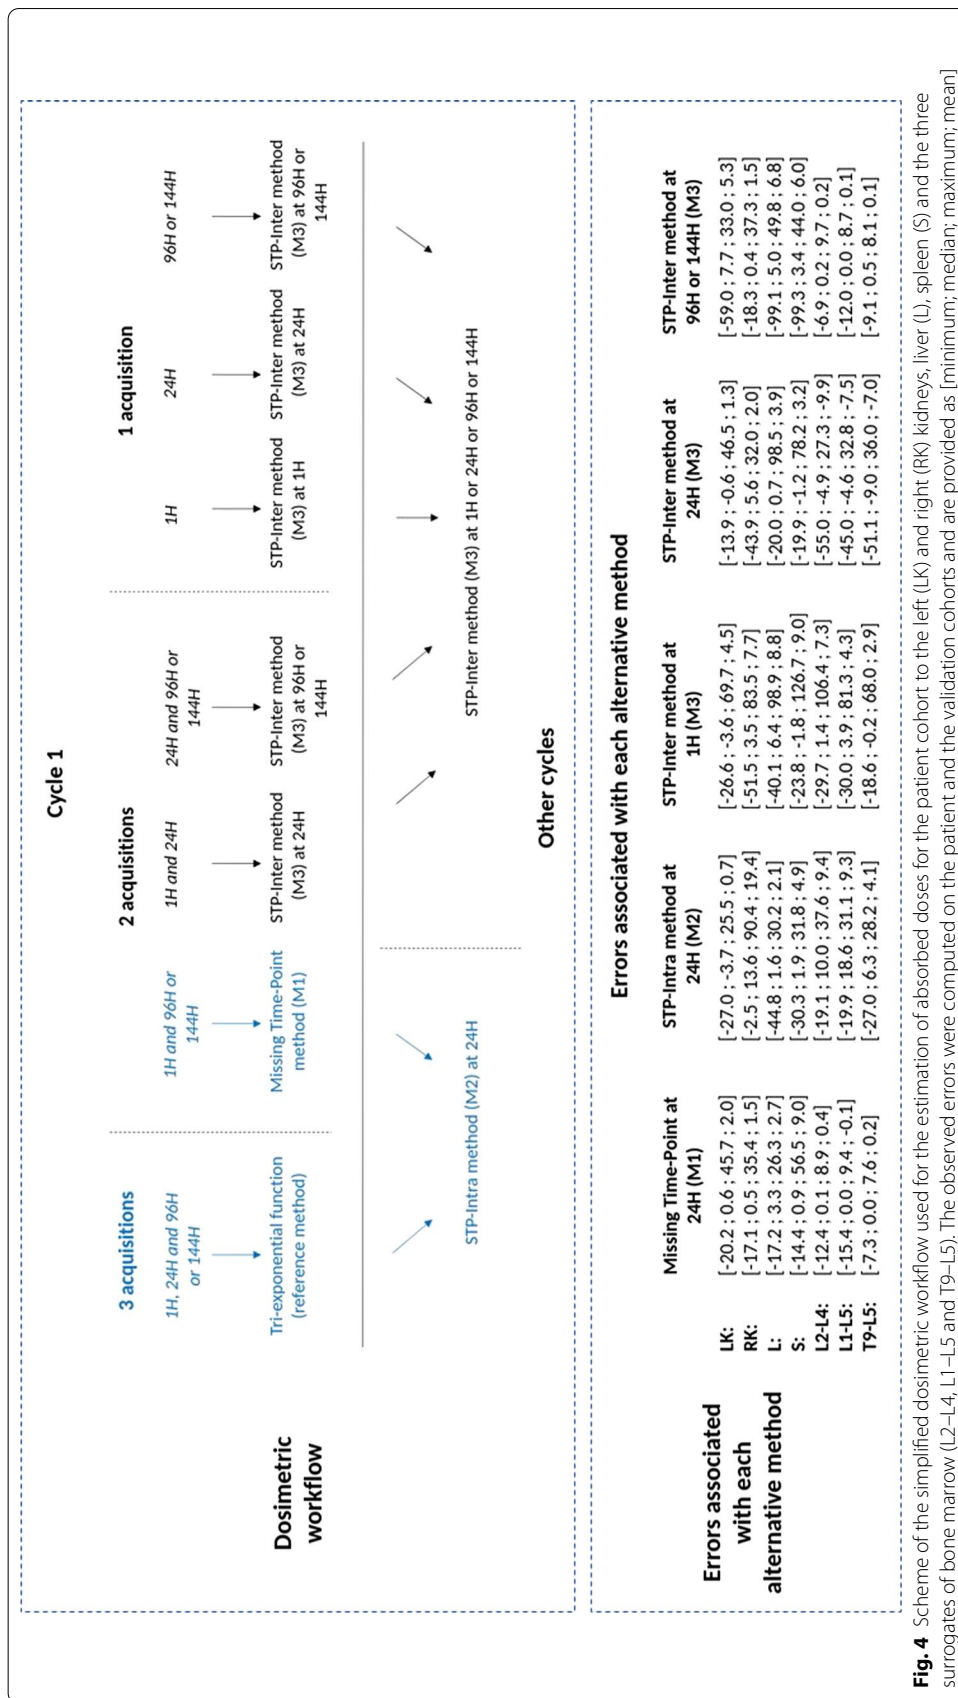 Cycle 1
3 acquisitions
2 acquisitions
1 acquisition
1H, 24H and 96H
or 144H
1H and 96H or
144H
1H and 24H
24H and 96H or
144H
1H
24H
96H or 144H
Tri-exponential function
(reference method)
Missing Time-Point
method (M1)
STP-Inter method
(M3) at 24H
STP-Inter method
(M3) at 96H or
144H
STP-Inter method
(M3) at 1H
STP-Inter method
(M3) at 24H
STP-Inter method
(M3) at 96H or
144H
Dosimetric
workflow
STP-Intra method (M2) at 24H
STP-Inter method (M3) at 1H or 24H or 96H or 144H
Other cycles
Errors associated with each alternative method
Errors associated
with each
alternative method
LK:
RK:
L:
S:
L2-L4:
L1-L5:
T9-L5:
Missing Time-Point at
24H (M1)
[-20.2 ; 0.6 ; 45.7 ; 2.0]
[-17.1 ; 0.5 ; 35.4 ; 1.5]
[-17.2 ; 3.3 ; 26.3 ; 2.7]
[-14.4 ; 0.9 ; 56.5 ; 9.0]
[-12.4 ; 0.1 ; 8.9 ; 0.4]
[-15.4 ; 0.0 ; 9.4 ; -0.1]
[-7.3 ; 0.0 ; 7.6 ; 0.2]
STP-Intra method at
24H (M2)
[-27.0 ; -3.7 ; 25.5 ; 0.7]
[-2.5 ; 13.6 ; 90.4 ; 19.4]
[-44.8 ; 1.6 ; 30.2 ; 2.1]
[-30.3 ; 1.9 ; 31.8 ; 4.9]
[-19.1 ; 10.0 ; 37.6 ; 9.4]
[-19.9 ; 18.6 ; 31.1 ; 9.3]
[-27.0 ; 6.3 ; 28.2 ; 4.1]
STP-Inter method at
1H (M3)
[-26.6 ; -3.6 ; 69.7 ; 4.5]
[-51.5 ; 3.5 ; 83.5 ; 7.7]
[-40.1 ; 6.4 ; 98.9 ; 8.8]
[-23.8 ; -1.8 ; 126.7 ; 9.0]
[-29.7 ; 1.4 ; 106.4 ; 7.3]
[-30.0 ; 3.9 ; 81.3 ; 4.3]
[-18.6 ; -0.2 ; 68.0 ; 2.9]
STP-Inter method at
24H (M3)
[-13.9 ; -0.6 ; 46.5 ; 1.3]
[-43.9 ; 5.6 ; 32.0 ; 2.0]
[-20.0 ; 0.7 ; 98.5 ; 3.9]
[-19.9 ; -1.2 ; 78.2 ; 3.2]
[-55.0 ; -4.9 ; 27.3 ; -9.9]
[-45.0 ; -4.6 ; 32.8 ; -7.5]
[-51.1 ; -9.0 ; 36.0 ; -7.0]
STP-Inter method at
96H or 144H (M3)
[-59.0 ; 7.7 ; 33.0 ; 5.3]
[-18.3 ; 0.4 ; 37.3 ; 1.5]
[-99.1 ; 5.0 ; 49.8 ; 6.8]
[-99.3 ; 3.4 ; 44.0 ; 6.0]
[-6.9 ; 0.2 ; 9.7 ; 0.2]
[-12.0 ; 0.0 ; 8.7 ; 0.1]
[-9.1 ; 0.5 ; 8.1 ; 0.1]
Fig. 4 Scheme of the simplified dosimetric workflow used for the estimation of absorbed doses for the patient cohort to the left (LK) and right (RK) kidneys, liver (L), spleen (S) and the three
surrogates of bone marrow (L2–L4, L1–L5 and T9–L5). The observed errors were computed on the patient and the validation cohorts and are provided as [minimum; median; maximum; mean]